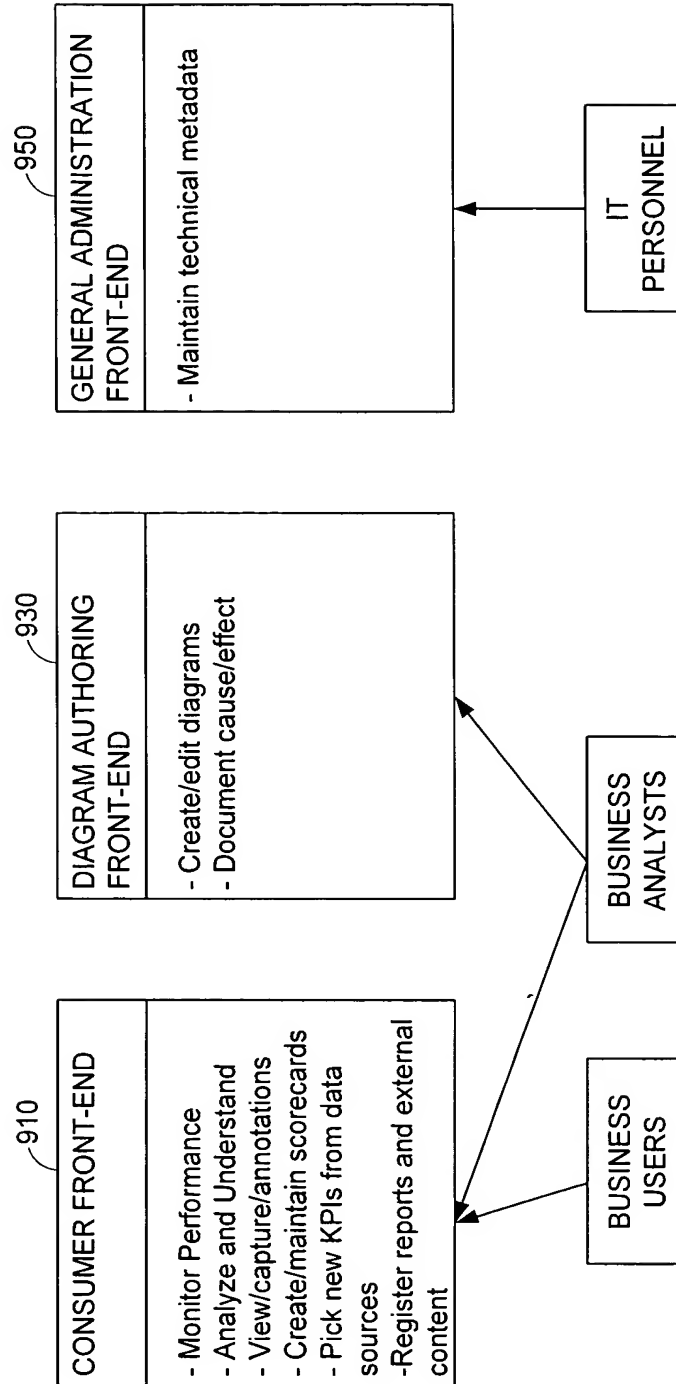 910
CONSUMER FRONT-END
- Monitor Performance
- Analyze and Understand
- View/capture/annotations
- Create/maintain scorecards
- Pick new KPIs from data
sources
-Register reports and external
content
930
DIAGRAM AUTHORING
FRONT-END
- Create/edit diagrams
- Document cause/effect
950
GENERAL ADMINISTRATION
FRONT-END
- Maintain technical metadata
BUSINESS
USERS
BUSINESS
ANALYSTS
IT
PERSONNEL